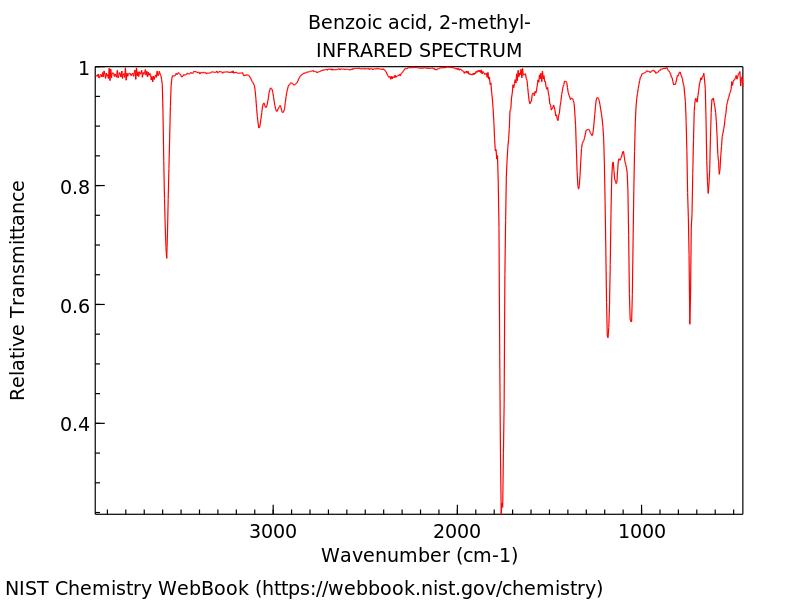 Benzoic acid, 2-methyl-
INFRARED SPECTRUM
1
0.8
0.6
0.4
Relative Transmittance
3000 2000 1000
Wavenumber (cm-1)
NIST Chemistry WebBook (https://webbook.nist.gov/chemistry)